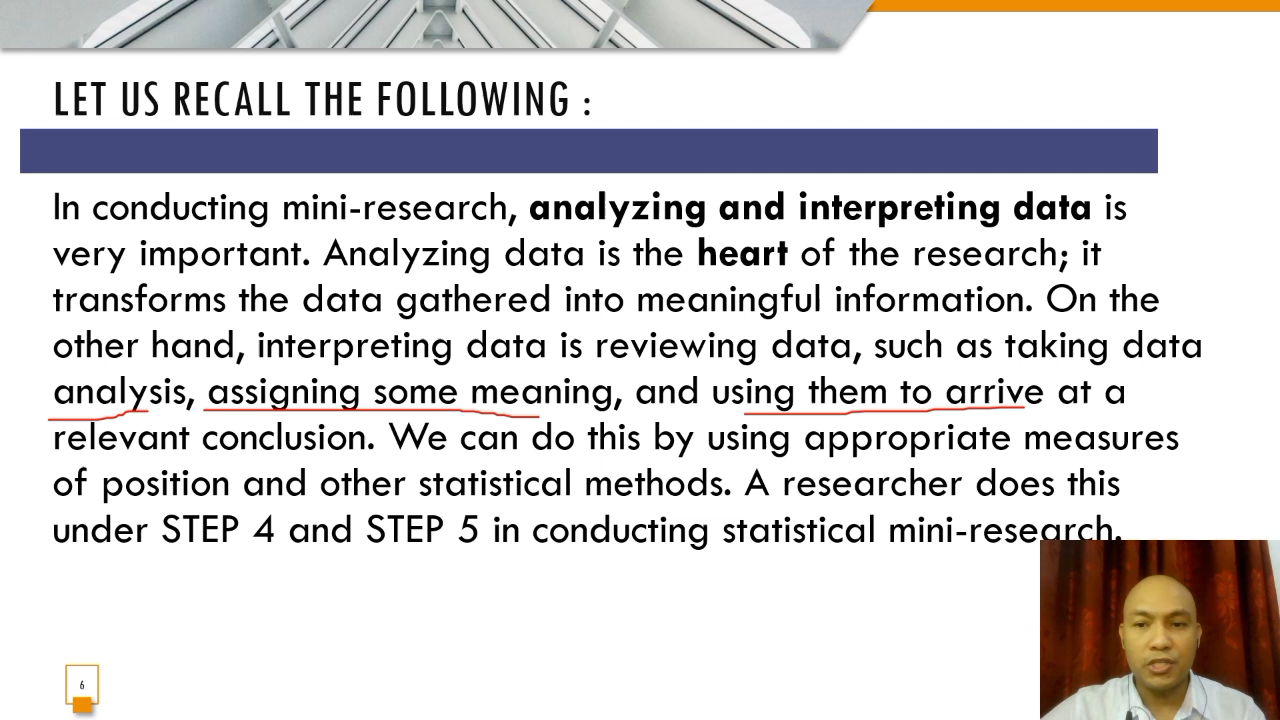 LET US RECALL THE FOLLOWING :
In conducting mini-research, analyzing and interpreting data is
very important. Analyzing data is the heart of the research; it
transforms the data gathered into meaningful information. On the
other hand, interpreting data is reviewing data, such as taking data
analysis, assigning some meaning, and using them to arrive at a
relevant conclusion. We can do this by using appropriate measures
of position and other statistical methods. A researcher does this
under STEP 4 and STEP 5 in conducting statistical mini-research.
6